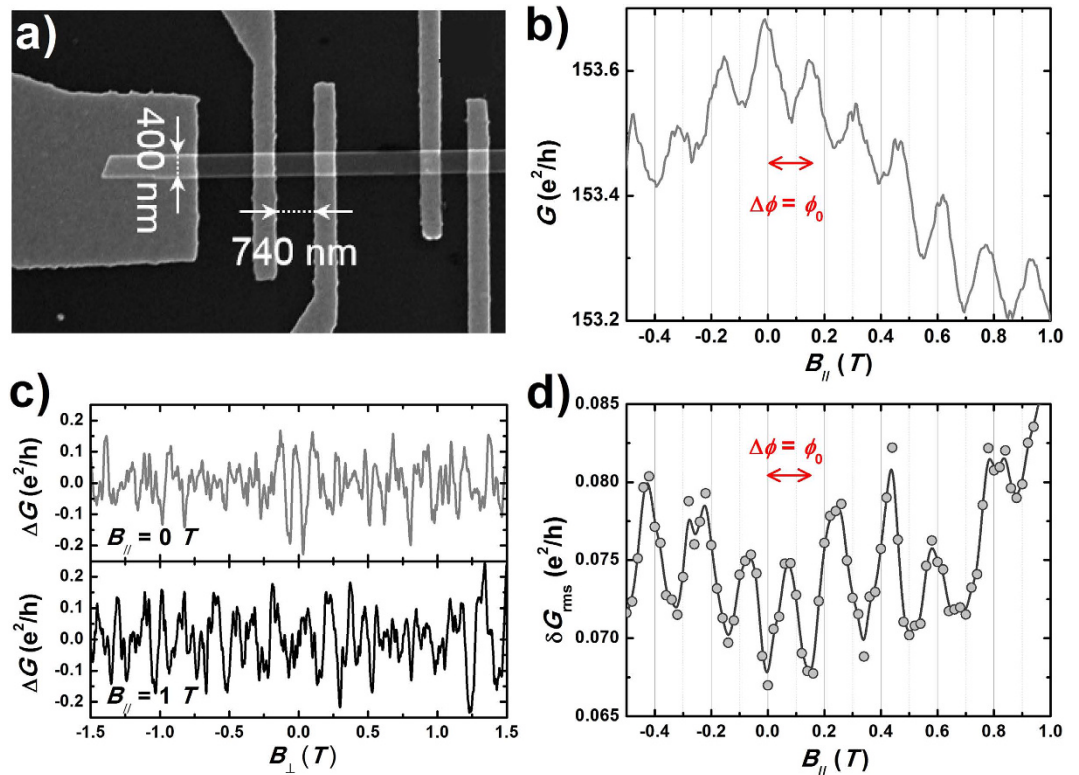 a)
400 nm
740 nm
b)
G (e²/h)
153.6
153.4
153.2
Δϕ = ϕ₀
-0.4 -0.2 0.0 0.2 0.4 0.6 0.8 1.0
B// (T)
c)
ΔG (e²/h)
0.2
0.1
0.0
-0.1
-0.2
B// = 0 T
ΔG (e²/h)
0.2
0.1
0.0
-0.1
-0.2
B// = 1 T
-1.5 -1.0 -0.5 0.0 0.5 1.0 1.5
B⊥ (T)
d)
δGrms (e²/h)
0.085
0.080
0.075
0.070
0.065
Δϕ = ϕ₀
-0.4 -0.2 0.0 0.2 0.4 0.6 0.8 1.0
B// (T)